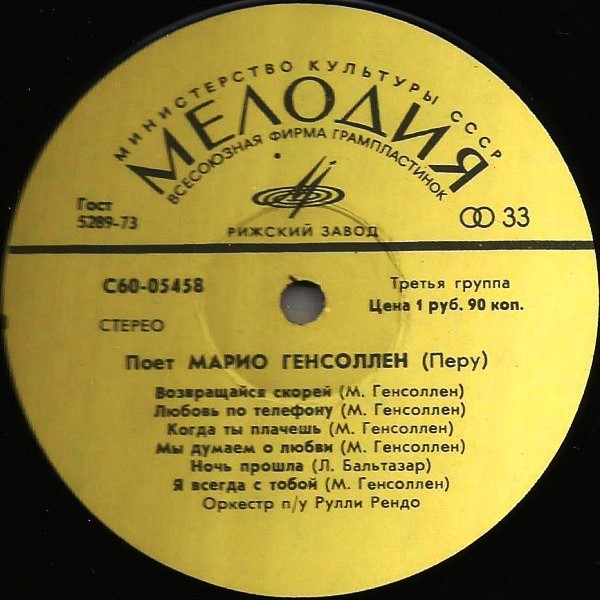 МИНИСТЕРСТВО КУЛЬТУРЫ СССР
МЕЛОДИЯ
ВСЕСОЮЗНАЯ ФИРМА ГРАМПЛАСТИНОК
Гост
5289-73
РИЖСКИЙ ЗАВОД
33
С60-05458
Третья группа
Цена 1 руб. 90 коп.
СТЕРЕО
Поет МАРИО ГЕНСОЛЛЕН (Перу)
Возвращайся скорей (М. Генсоллен)
Любовь по телефону (М. Генсоллен)
Когда ты плачешь (М. Генсоллен)
Мы думаем о любви (М. Генсоллен)
Ночь прошла (Л. Бальтазар)
Я всегда с тобой (М. Генсоллен)
Оркестр п/у Рулли Рендо